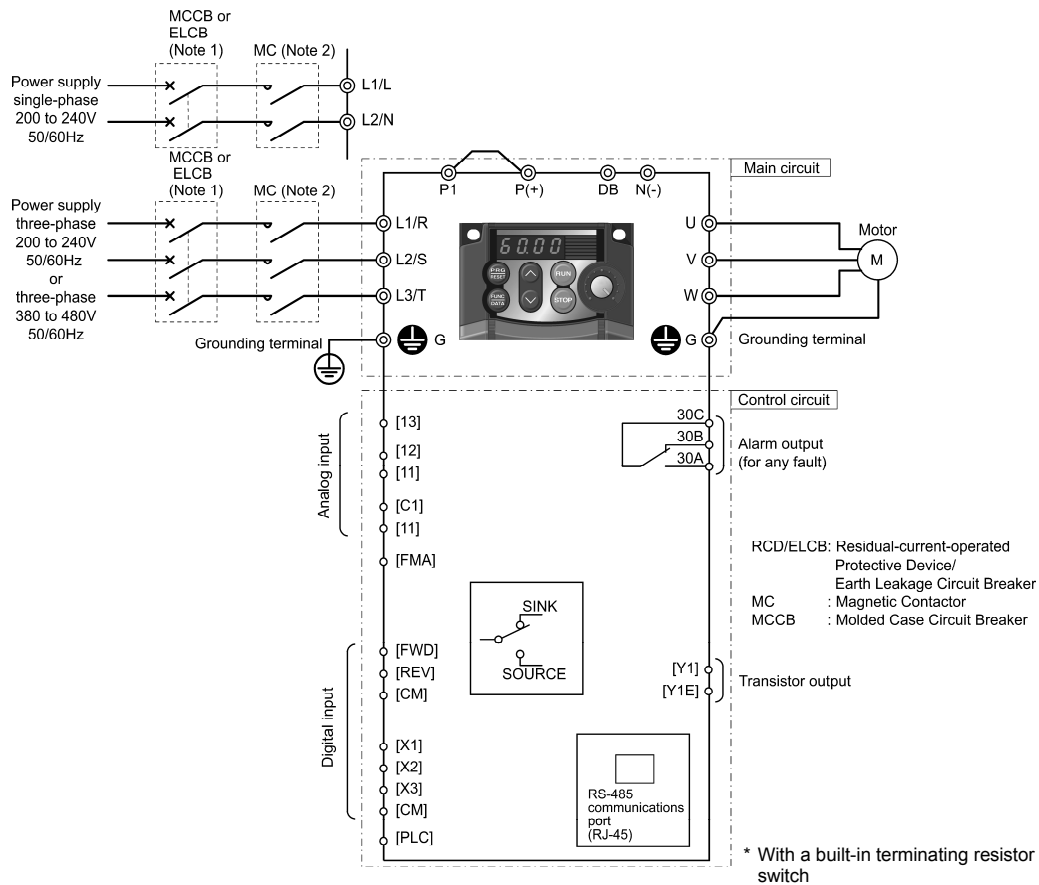 MCCB or
ELCB
(Note 1)
MC (Note 2)
Power supply
single-phase
200 to 240V
50/60Hz
L1/L
L2/N
MCCB or
ELCB
(Note 1)
MC (Note 2)
Power supply
three-phase
200 to 240V
50/60Hz
or
three-phase
380 to 480V
50/60Hz
Main circuit
P1
P(+)
DB
N(-)
L1/R
L2/S
L3/T
G
Grounding terminal
60.00
PRG
RESET
RUN
FUNC
DATA
STOP
U
V
W
G
Motor
M
Grounding terminal
Control circuit
Analog input
[13]
[12]
[11]
[C1]
[11]
[FMA]
30C
30B
30A
Alarm output
(for any fault)
RCD/ELCB: Residual-current-operated
Protective Device/
Earth Leakage Circuit Breaker
MC : Magnetic Contactor
MCCB : Molded Case Circuit Breaker
SINK
SOURCE
Digital input
[FWD]
[REV]
[CM]
[X1]
[X2]
[X3]
[CM]
[PLC]
[Y1]
[Y1E]
Transistor output
RS-485
communications
port
(RJ-45)
* With a built-in terminating resistor
switch